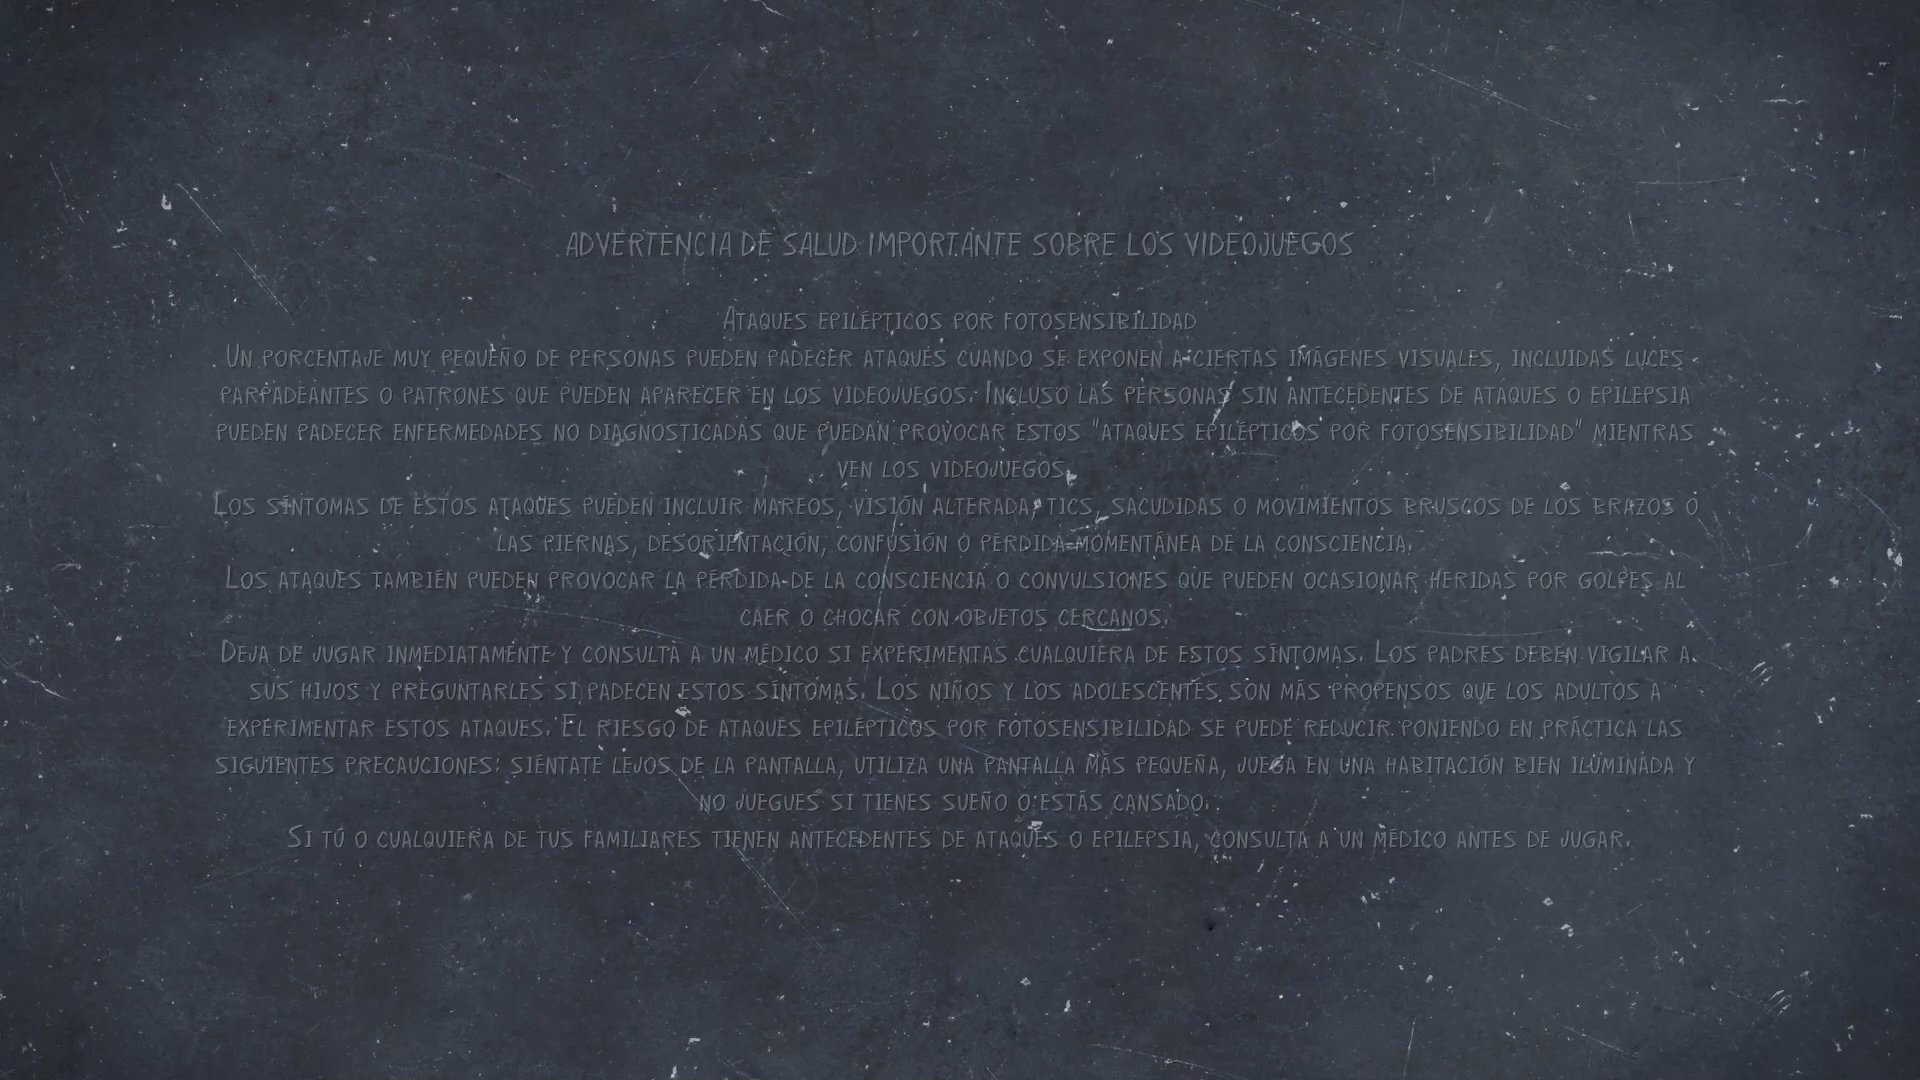 ADVERTENCIA DE SALUD IMPORTANTE SOBRE LOS VIDEOJUEGOS
Ataques epilépticos por fotosensibilidad
Un porcentaje muy pequeño de personas pueden padecer ataques cuando se exponen a ciertas imágenes visuales, incluidas luces
parpadeantes o patrones que pueden aparecer en los videojuegos. Incluso las personas sin antecedentes de ataques o epilepsia
pueden padecer enfermedades no diagnosticadas que puedan provocar estos "ataques epilépticos por fotosensibilidad" mientras
ven los videojuegos.
Los síntomas de estos ataques pueden incluir mareos, visión alterada, tics, sacudidas o movimientos bruscos de los brazos o
las piernas, desorientación, confusión o pérdida momentánea de la consciencia.
Los ataques también pueden provocar la pérdida de la consciencia o convulsiones que pueden ocasionar heridas por golpes al
caer o chocar con objetos cercanos.
Deja de jugar inmediatamente y consulta a un médico si experimentas cualquiera de estos síntomas. Los padres deben vigilar a
sus hijos y preguntarles si padecen estos síntomas. Los niños y los adolescentes son más propensos que los adultos a
experimentar estos ataques. El riesgo de ataques epilépticos por fotosensibilidad se puede reducir poniendo en práctica las
siguientes precauciones: siéntate lejos de la pantalla, utiliza una pantalla más pequeña, juega en una habitación bien iluminada y
no juegues si tienes sueño o estás cansado.
Si tú o cualquiera de tus familiares tienen antecedentes de ataques o epilepsia, consulta a un médico antes de jugar.